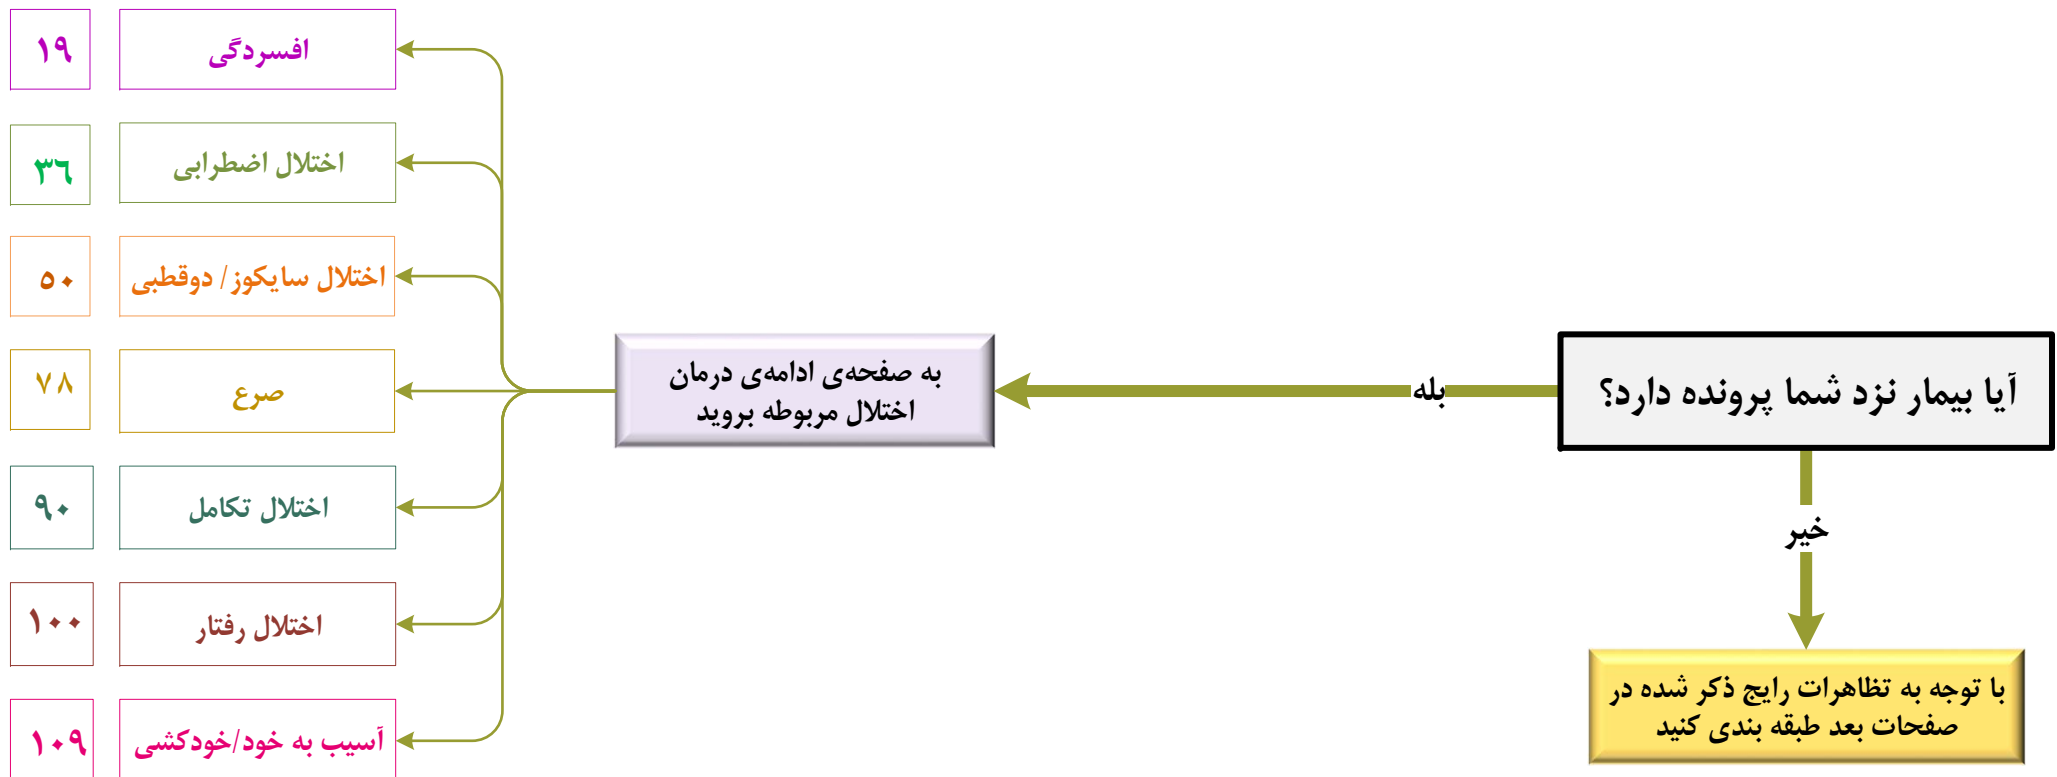 آیا بیمار نزد شما پرونده دارد؟
بله
به صفحه‌ی ادامه‌ی درمان
اختلال مربوطه بروید
افسردگی
۱۹
اختلال اضطرابی
۳۶
اختلال سایکوز/ دوقطبی
۵۰
صرع
۷۸
اختلال تکامل
۹۰
اختلال رفتار
۱۰۰
آسیب به خود/خودکشی
۱۰۹
خیر
با توجه به تظاهرات رایج ذکر شده در
صفحات بعد طبقه بندی کنید